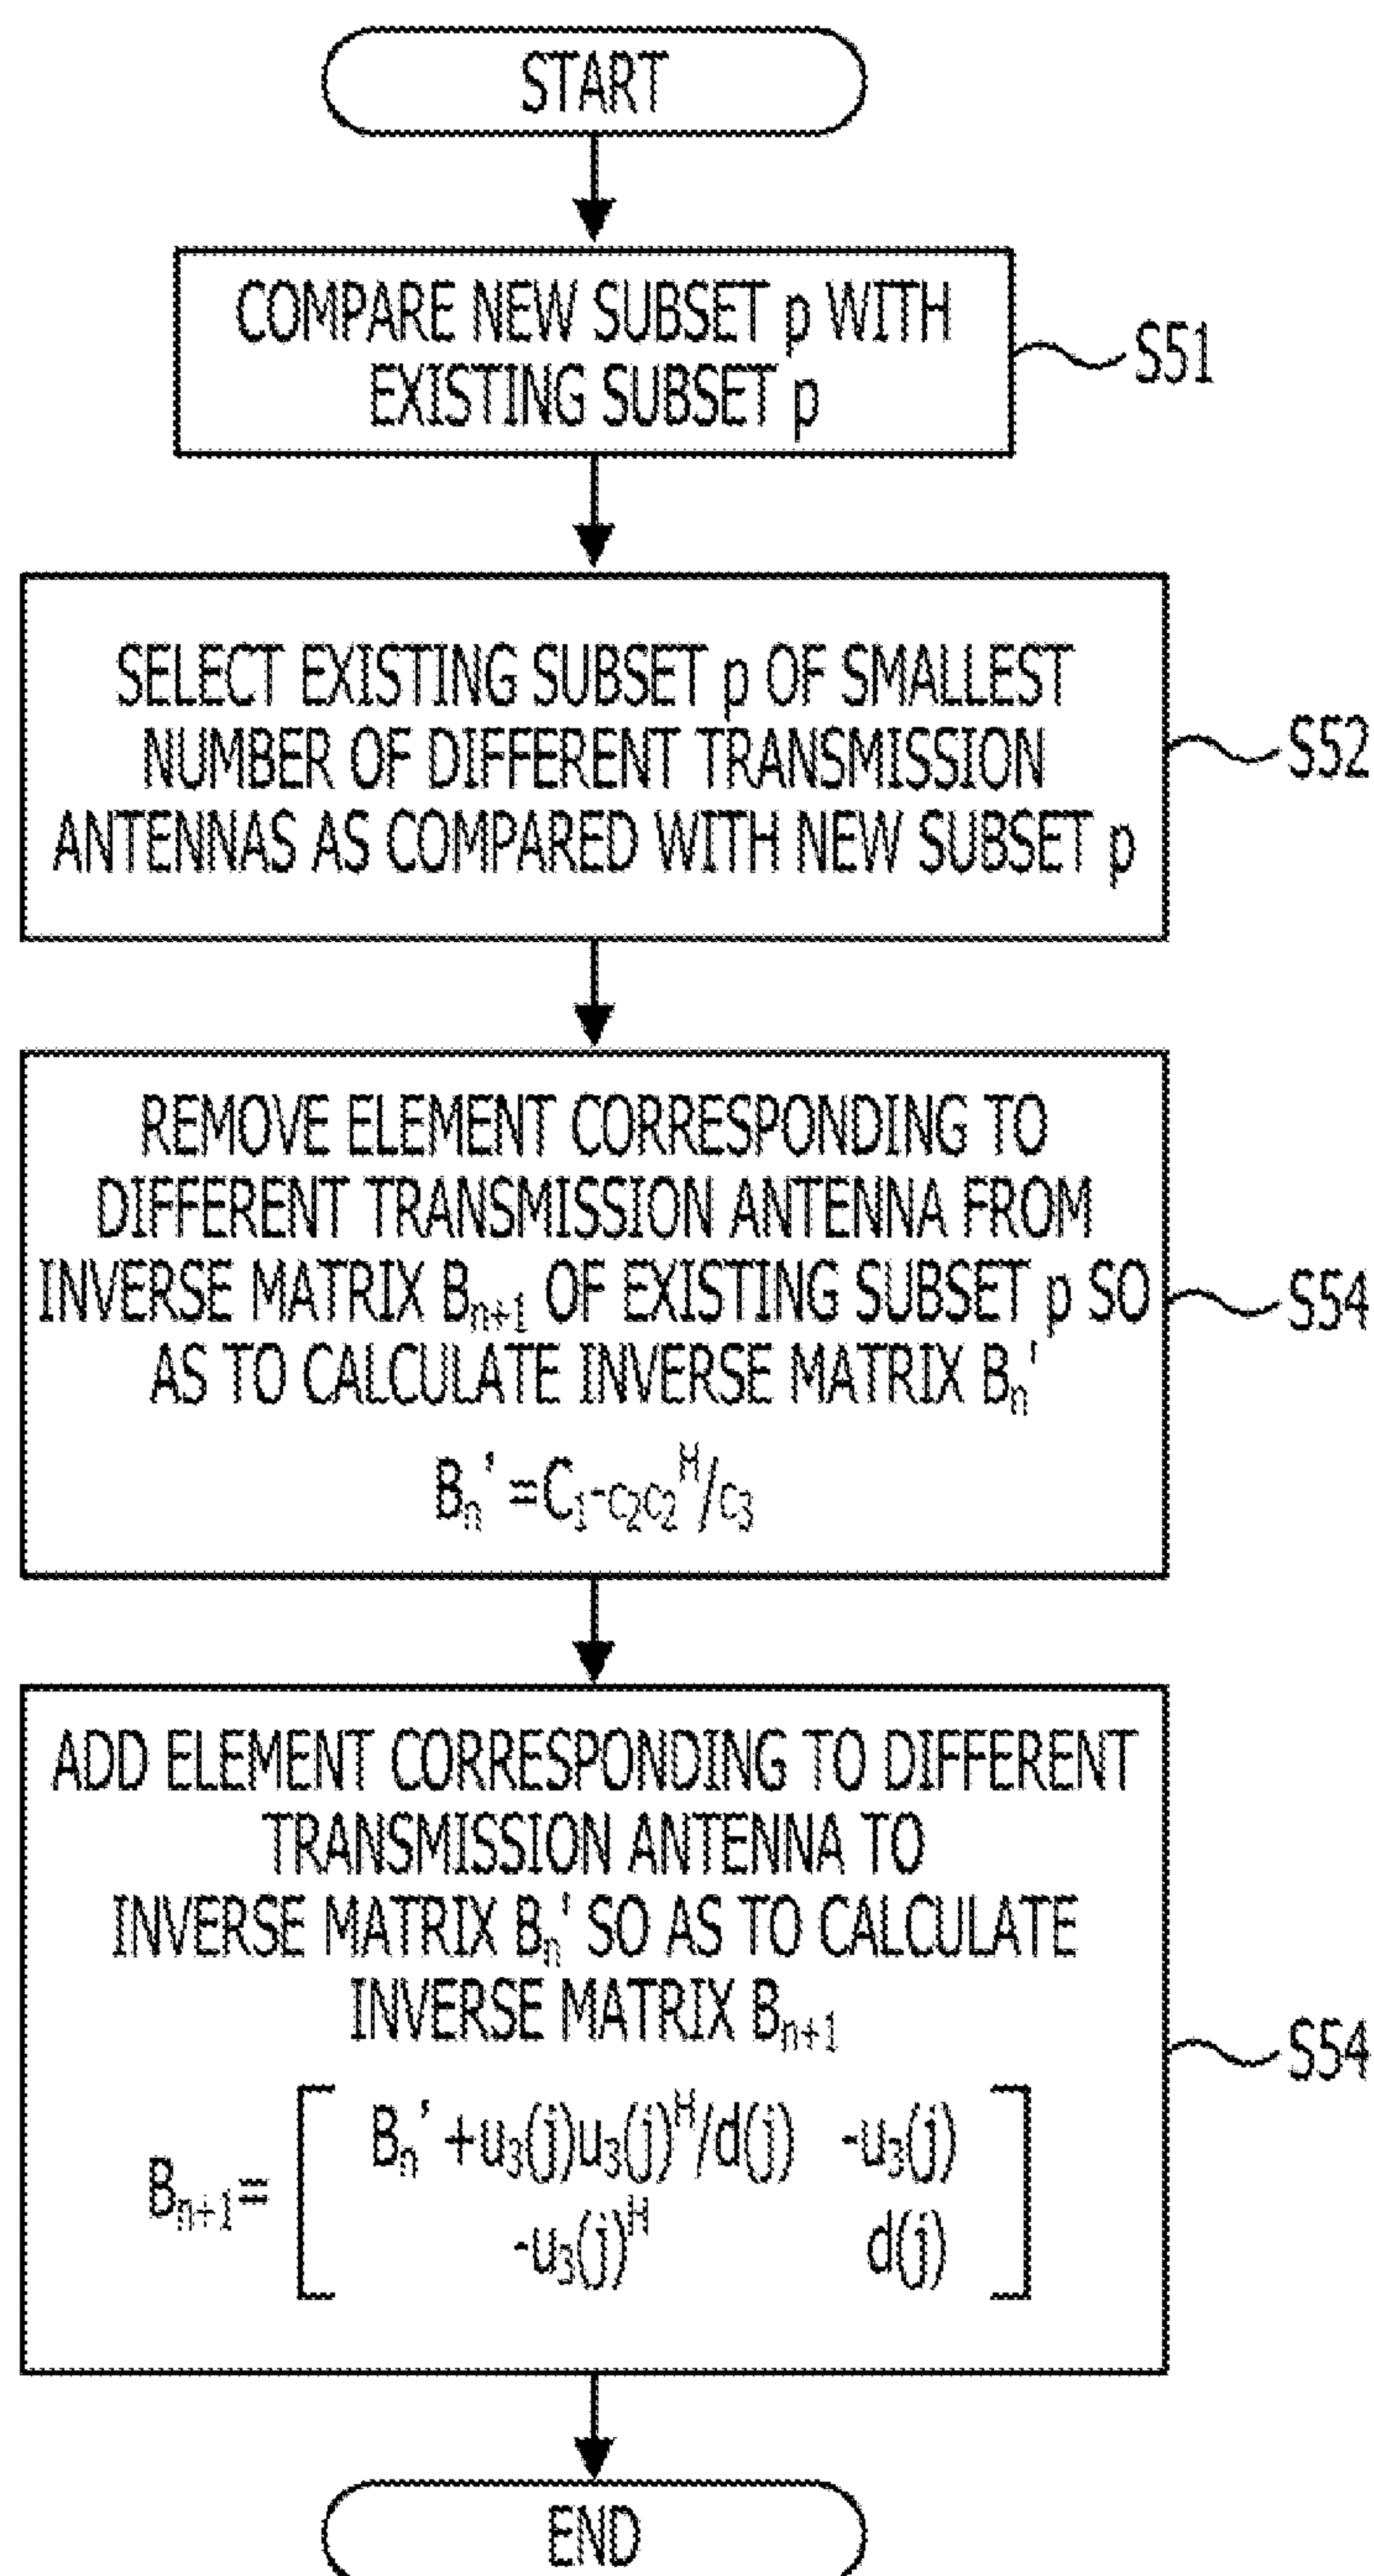 START
COMPARE NEW SUBSET p WITH
EXISTING SUBSET p
S51
SELECT EXISTING SUBSET p OF SMALLEST
NUMBER OF DIFFERENT TRANSMISSION
ANTENNAS AS COMPARED WITH NEW SUBSET p
S52
REMOVE ELEMENT CORRESPONDING TO
DIFFERENT TRANSMISSION ANTENNA FROM
INVERSE MATRIX Bₙ₊₁ OF EXISTING SUBSET p SO
AS TO CALCULATE INVERSE MATRIX Bₙ'
Bₙ'=C₁-c₂c₂ᴴ/c₃
S54
ADD ELEMENT CORRESPONDING TO DIFFERENT
TRANSMISSION ANTENNA TO
INVERSE MATRIX Bₙ' SO AS TO CALCULATE
INVERSE MATRIX Bₙ₊₁
Bₙ₊₁= [ Bₙ'+u₃(j)u₃(j)ᴴ/d(j) -u₃(j)
-u₃(j)ᴴ d(j) ]
S54
END